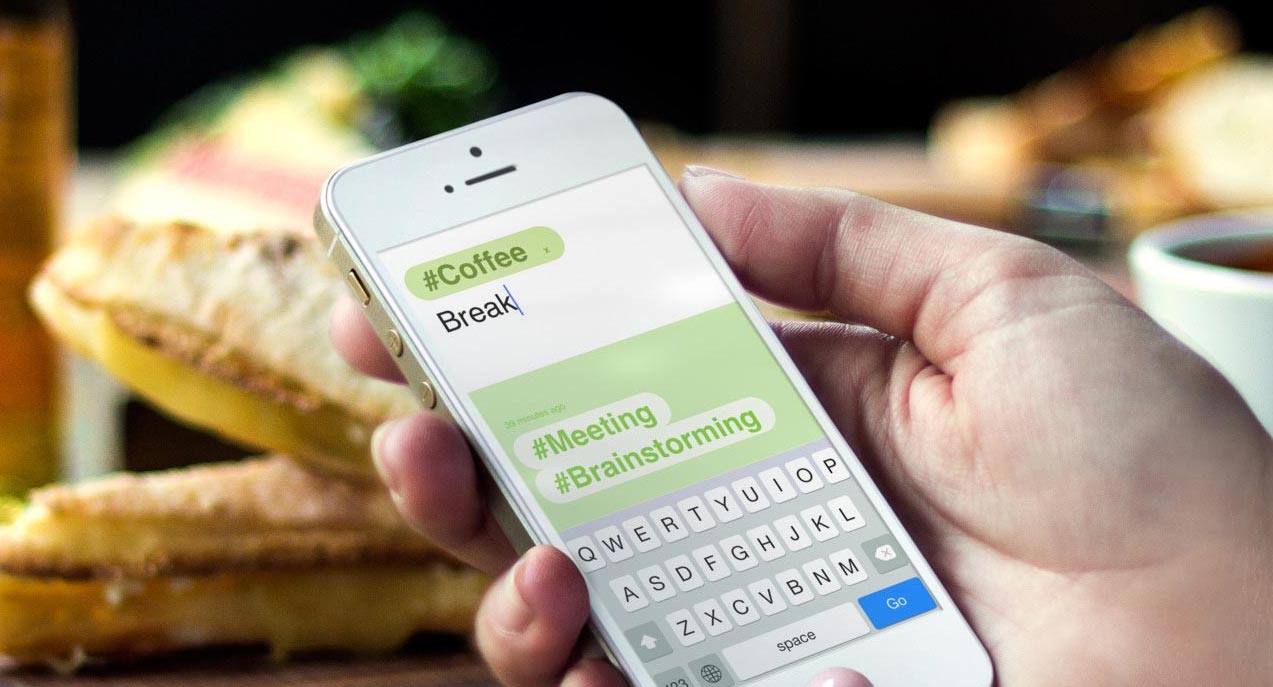 #Coffee x
Break
39 minutes ago
#Meeting
#Brainstorming
Q W E R T Y U I O P
A S D F G H J K L
Z X C V B N M
space Go